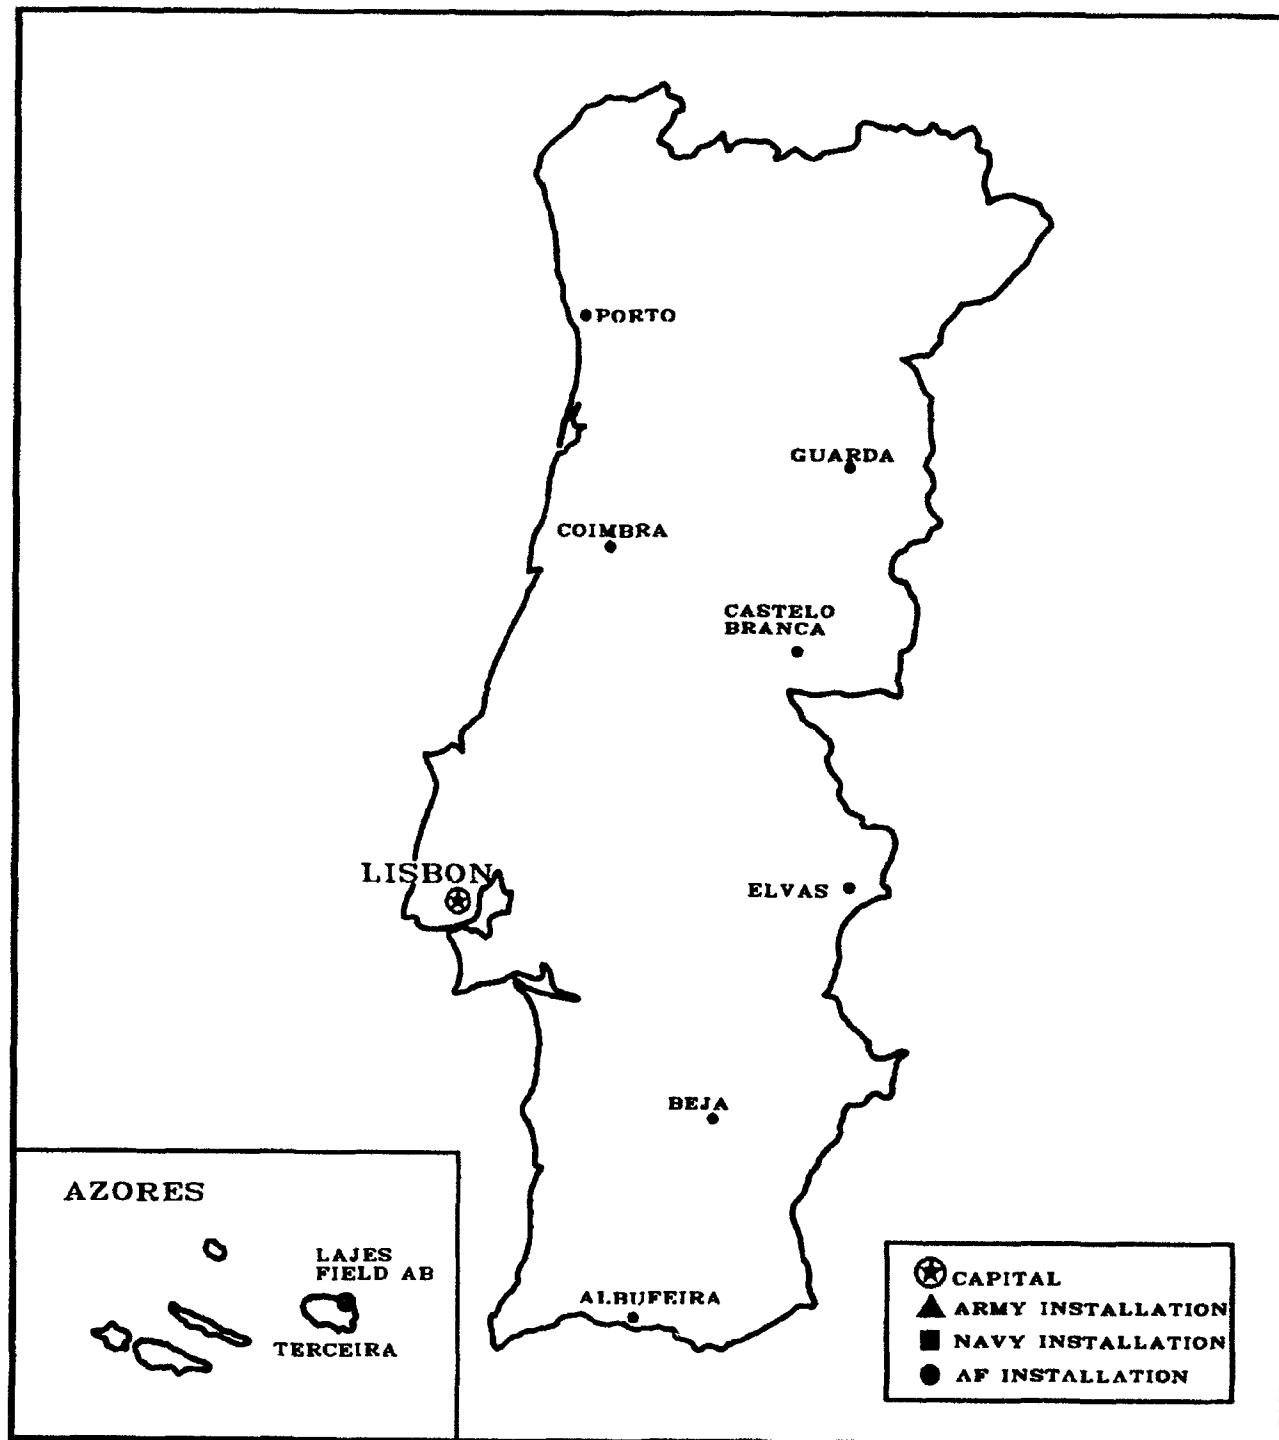 PORTO
GUARDA
COIMBRA
CASTELO
BRANCA
LISBON
ELVAS
BEJA
AZORES
LAJES
FIELD AB
TERCEIRA
ALBUFEIRA
CAPITAL
ARMY INSTALLATION
NAVY INSTALLATION
AF INSTALLATION